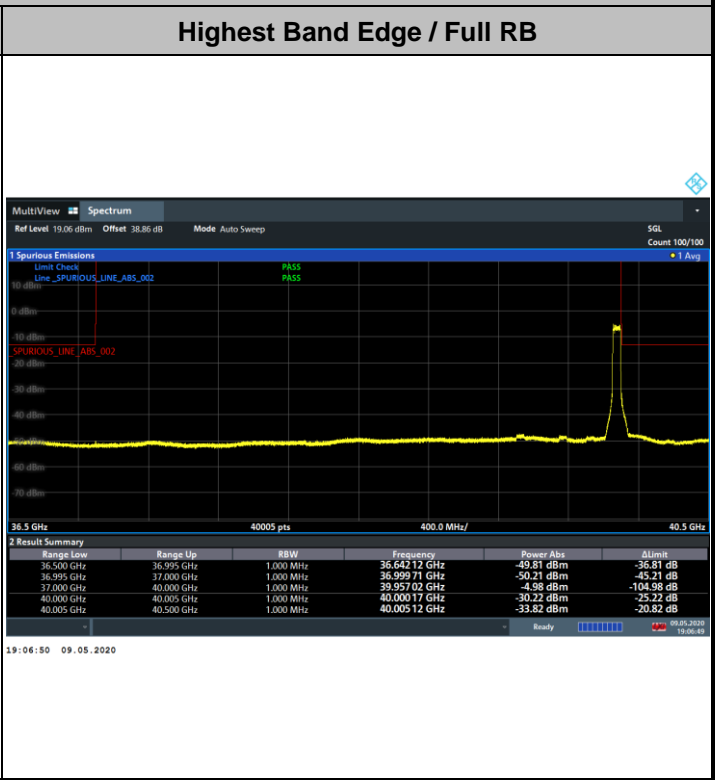 Highest Band Edge / Full RB
MultiView Spectrum
Ref Level 19.06 dBm Offset 38.86 dB Mode Auto Sweep SGL
Count 100/100
1 Spurious Emissions 1 Avg
Limit Check PASS
10 dBm
Line _SPURIOUS_LINE_ABS_002 PASS
0 dBm
-10 dBm
_SPURIOUS_LINE_ABS_002
-20 dBm
-30 dBm
-40 dBm
-50 dBm
-60 dBm
-70 dBm
36.5 GHz 40005 pts 400.0 MHz/ 40.5 GHz
2 Result Summary
Range Low Range Up RBW Frequency Power Abs ΔLimit
36.500 GHz 36.995 GHz 1.000 MHz 36.64212 GHz -49.81 dBm -36.81 dB
36.995 GHz 37.000 GHz 1.000 MHz 36.99971 GHz -50.21 dBm -45.21 dB
37.000 GHz 40.000 GHz 1.000 MHz 39.95702 GHz -4.98 dBm -104.98 dB
40.000 GHz 40.005 GHz 1.000 MHz 40.00017 GHz -30.22 dBm -25.22 dB
40.005 GHz 40.500 GHz 1.000 MHz 40.00512 GHz -33.82 dBm -20.82 dB
Ready 09.05.2020
19:06:49
19:06:50 09.05.2020